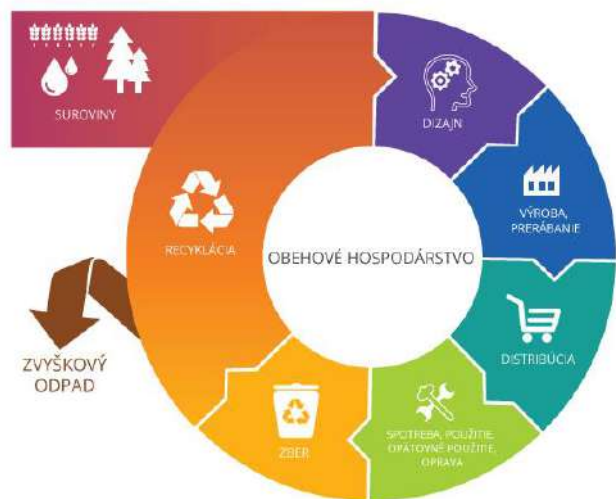 SUROVINY
DIZAJN
VÝROBA,
PRERÁBANIE
RECYKLÁCIA
OBEHOVÉ HOSPODÁRSTVO
DISTRIBÚCIA
ZVYŠKOVÝ
ODPAD
ZBER
SPOTREBA, POUŽITIE,
OPÄTOVNÉ POUŽITIE,
OPRAVA